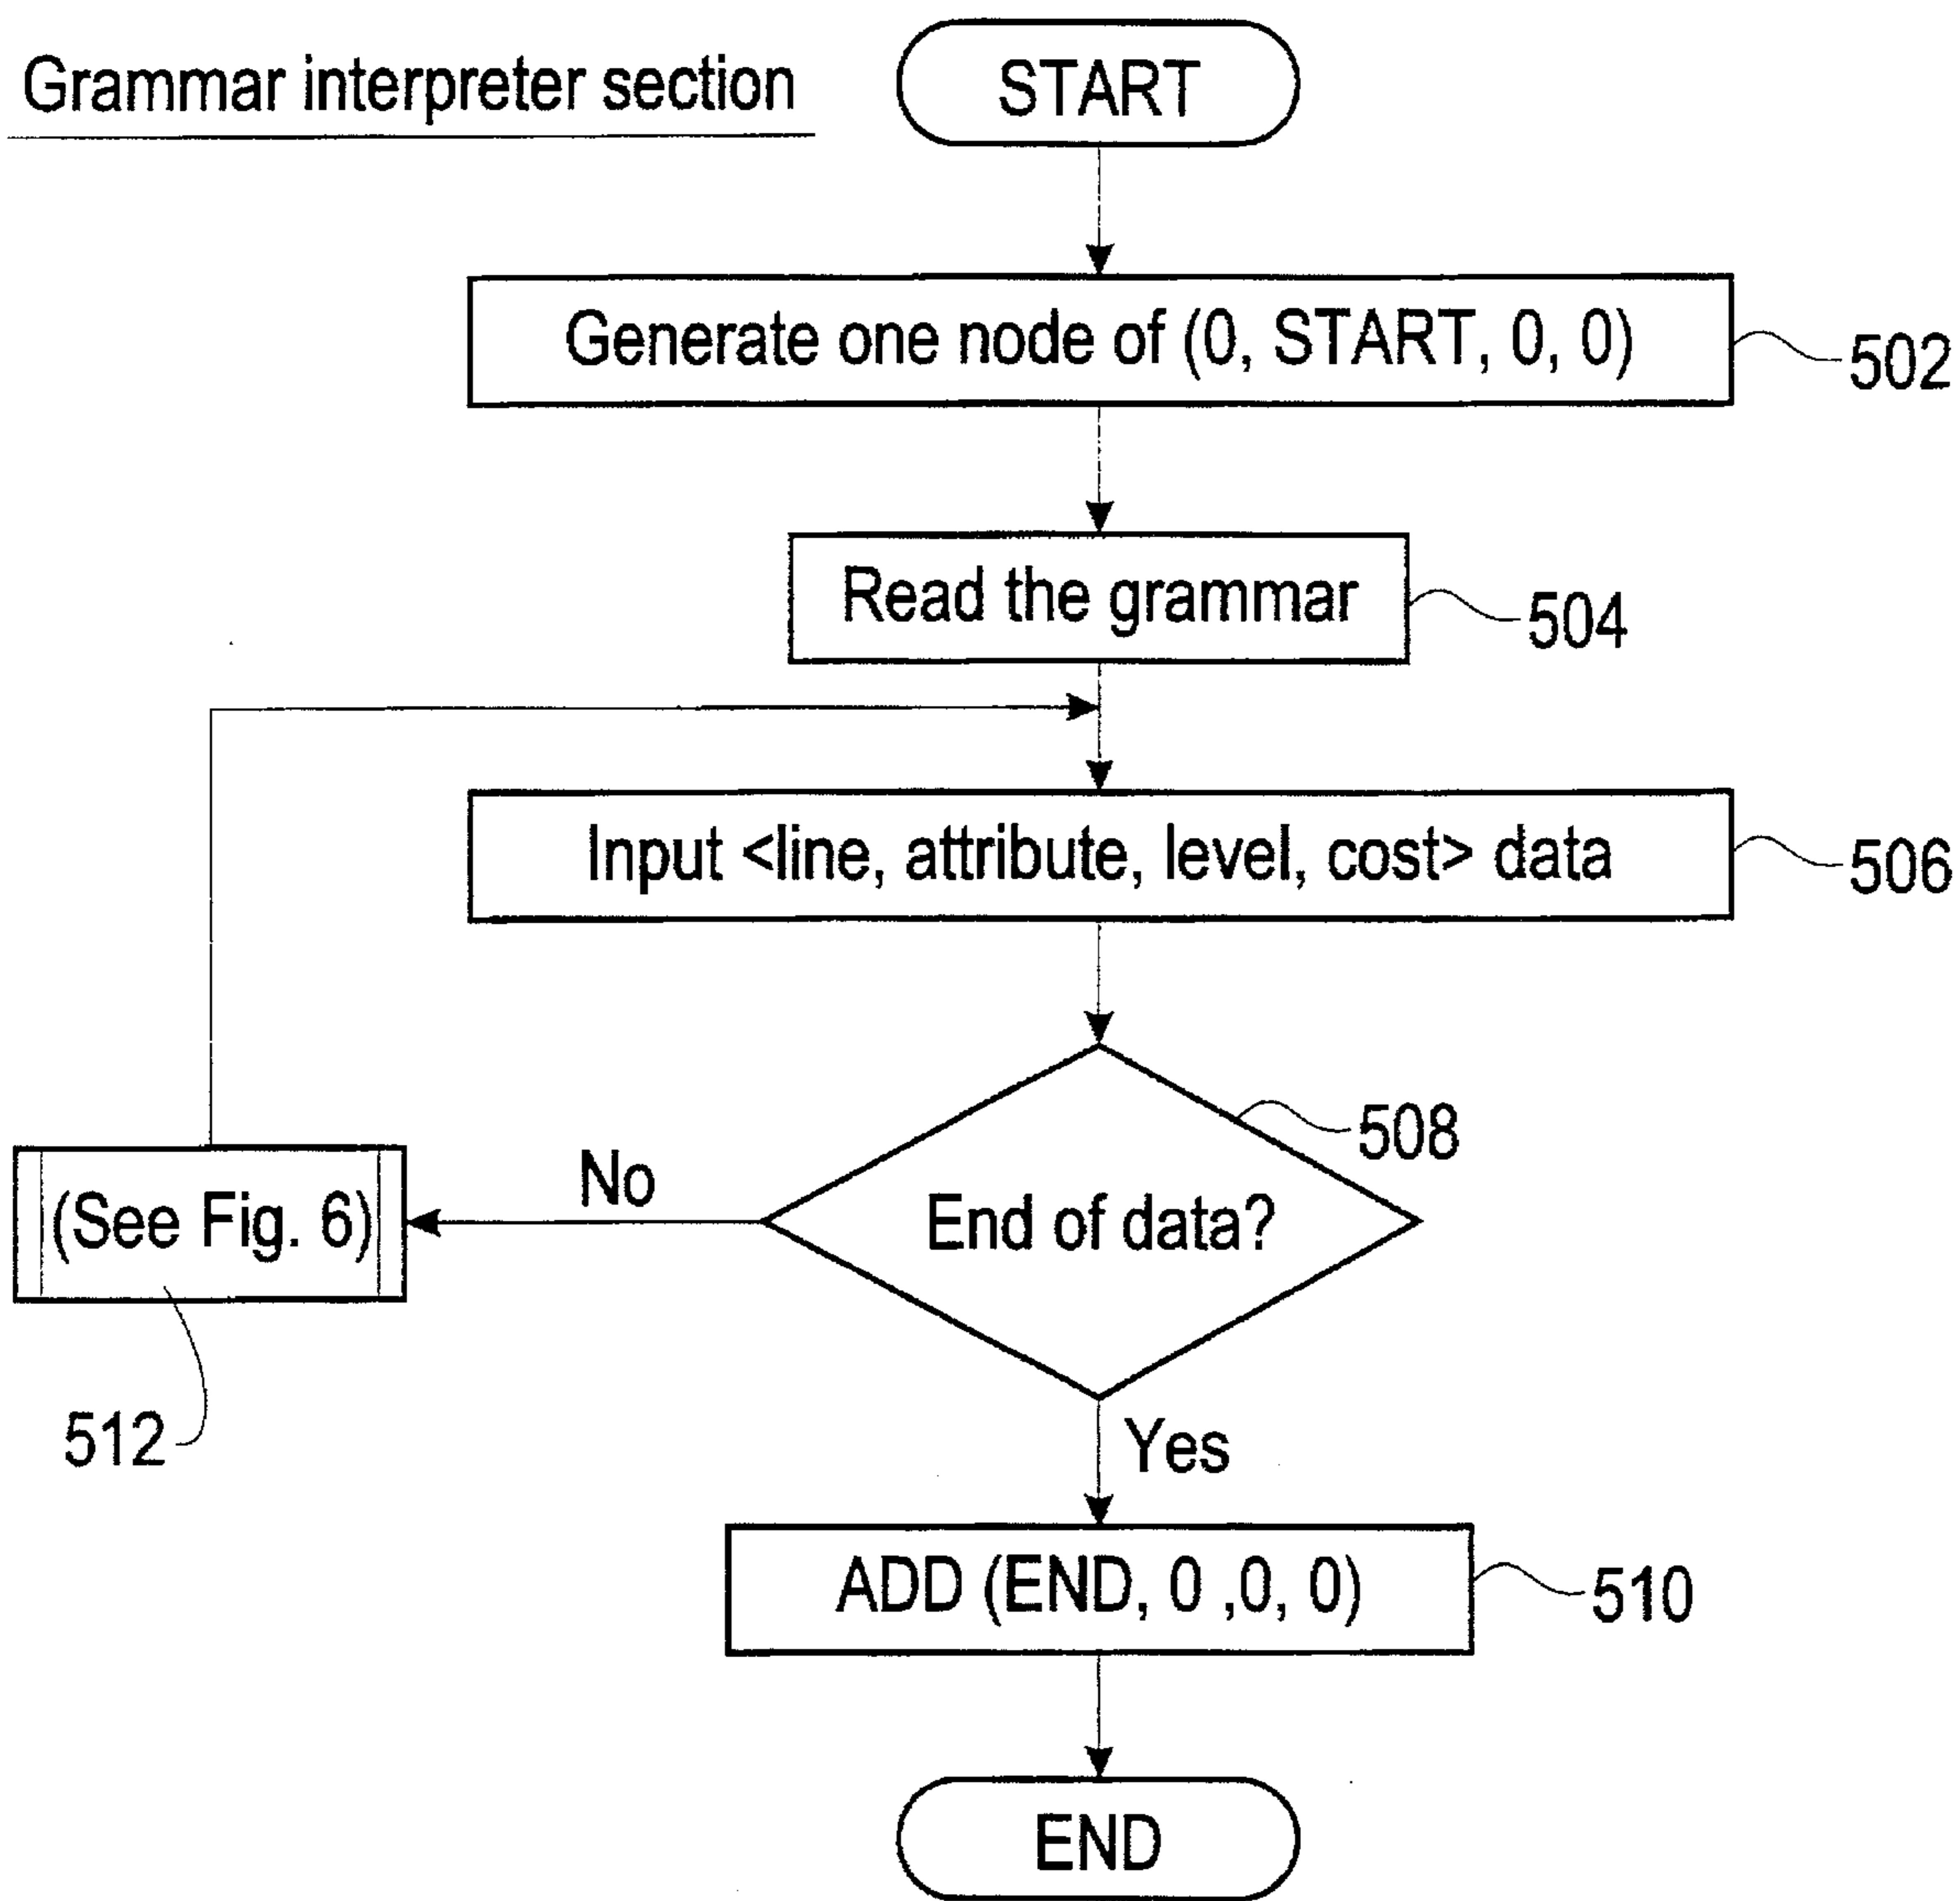 Grammar interpreter section
START
Generate one node of (0, START, 0, 0)
502
Read the grammar
504
Input <line, attribute, level, cost> data
506
508
End of data?
No
(See Fig. 6)
512
Yes
ADD (END, 0 ,0, 0)
510
END